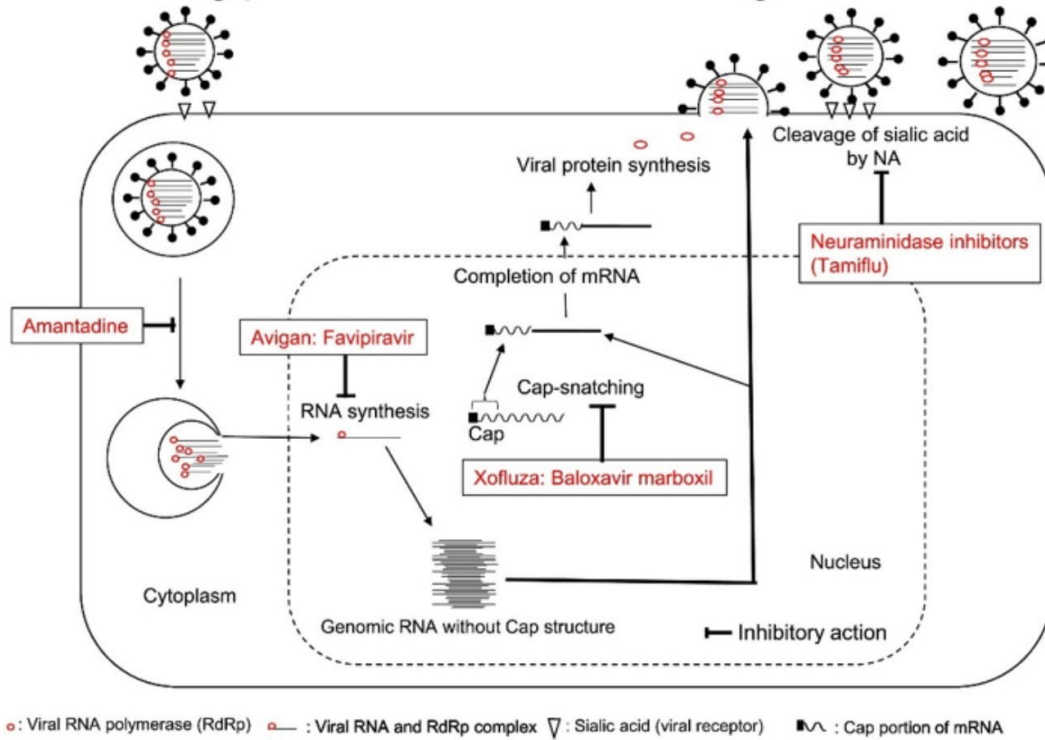 Cleavage of sialic acid
by NA
Viral protein synthesis
Neuraminidase inhibitors
(Tamiflu)
Completion of mRNA
Amantadine
Avigan: Favipiravir
Cap-snatching
RNA synthesis
Cap
Xofluza: Baloxavir marboxil
Nucleus
Cytoplasm
Genomic RNA without Cap structure
Inhibitory action
: Viral RNA polymerase (RdRp) : Viral RNA and RdRp complex : Sialic acid (viral receptor) : Cap portion of mRNA